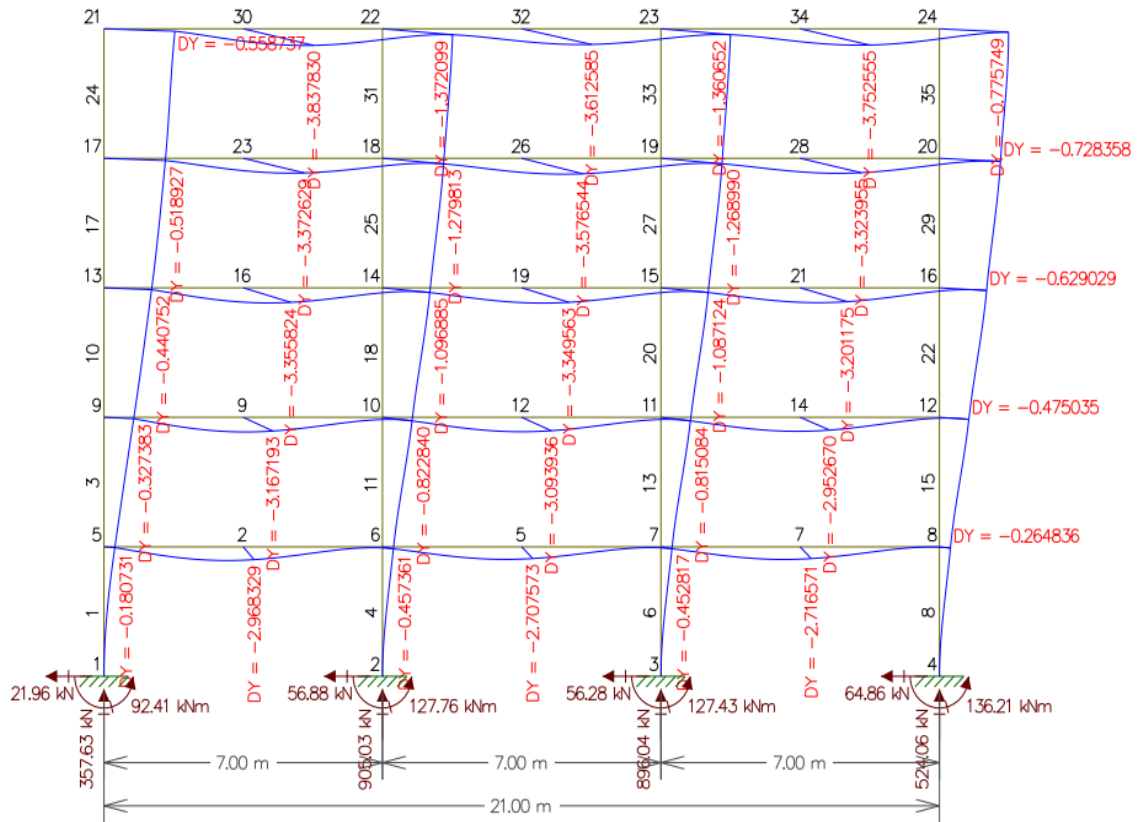 21 30 22 32 23 34 24
DY = -0.558737
24 DY = -3.837830 31 DY = -1.372099 DY = -3.612585 33 DY = -1.360652 DY = -3.752555 35 DY = -0.775749
17 23 18 26 19 28 20 DY = -0.728358
17 DY = -0.518927 DY = -3.372629 25 DY = -1.279813 DY = -3.576544 27 DY = -1.268990 DY = -3.323955 29
13 16 14 19 15 21 16 DY = -0.629029
10 DY = -0.440752 DY = -3.355824 18 DY = -1.096885 DY = -3.349563 20 DY = -1.087124 DY = -3.201175 22
9 9 10 12 11 14 12 DY = -0.475035
3 DY = -0.327383 DY = -3.167193 11 DY = -0.822840 DY = -3.093936 13 DY = -0.815084 DY = -2.952670 15
5 2 6 5 7 7 8 DY = -0.264836
1 DY = -0.180731 DY = -2.968329 4 DY = -0.457361 DY = -2.707573 6 DY = -0.452817 DY = -2.716571 8
1 2 3 4
21.96 kN 92.41 kNm 56.88 kN 127.76 kNm 56.28 kN 127.43 kNm 64.86 kN 136.21 kNm
357.63 kN 905.03 kN 896.04 kN 524.06 kN
7.00 m 7.00 m 7.00 m
21.00 m